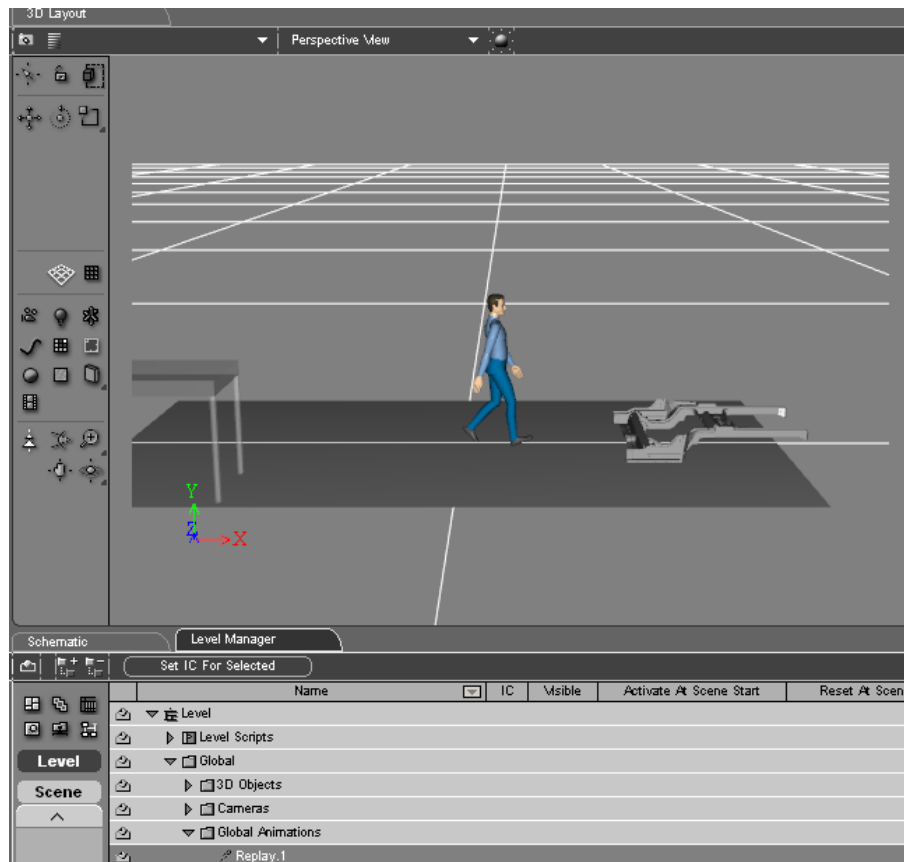 3D Layout
Perspective View
Y
Z
X
Schematic
Level Manager
Set IC For Selected
Name IC Visible Activate At Scene Start Reset At Scen
Level
Level Scripts
Level
Global
Scene
3D Objects
Cameras
Global Animations
Replay.1